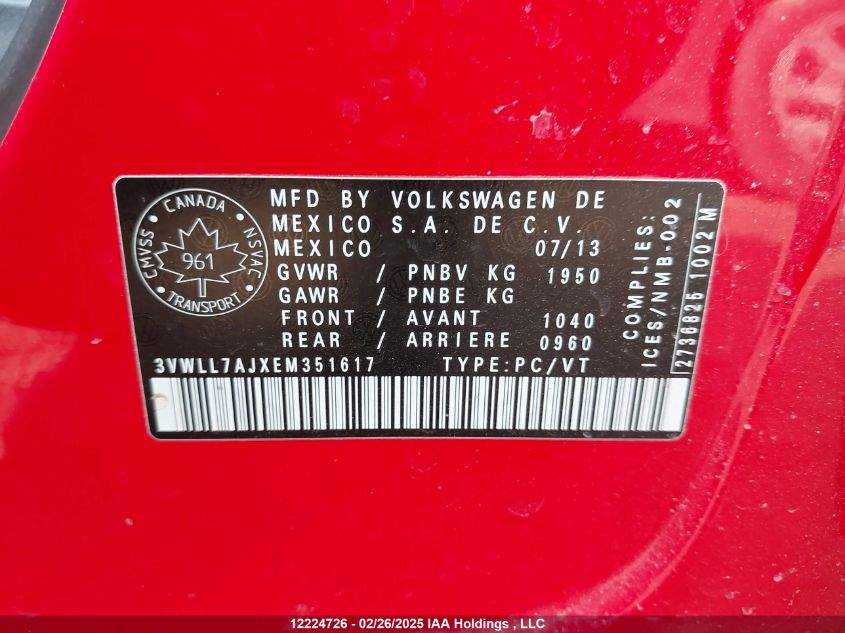 CANADA
CMVSS
NSVAC
961
TRANSPORT
MFD BY VOLKSWAGEN DE
MEXICO S.A. DE C.V.
MEXICO 07/13
GVWR / PNBV KG 1950
GAWR / PNBE KG
FRONT / AVANT 1040
REAR / ARRIERE 0960
3VWLL7AJXEM351617 TYPE:PC/VT
COMPLIES:
ICES/NMB-002
2736825 1002 M
12224726 - 02/26/2025 IAA Holdings , LLC